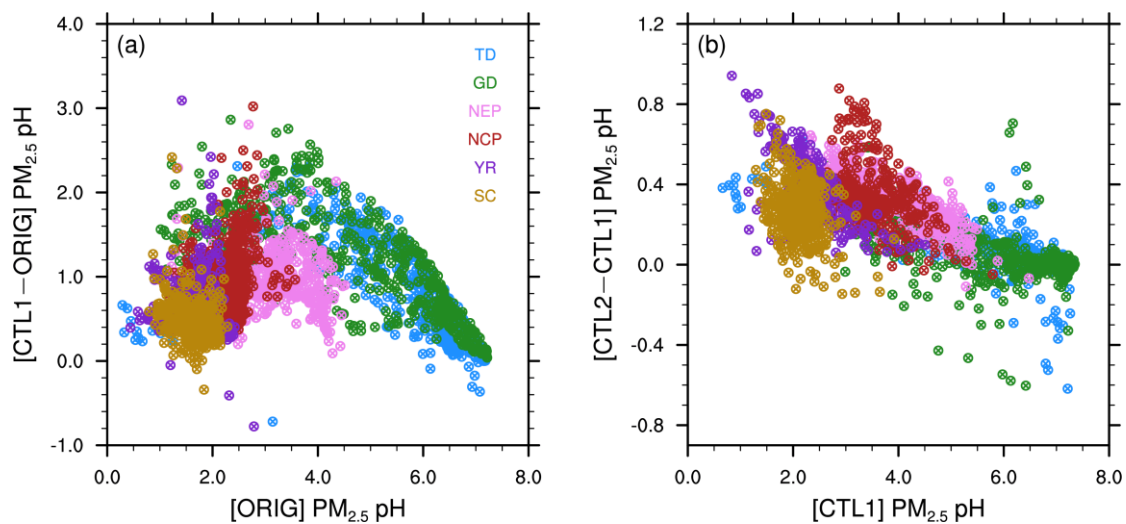 (a)
TD
GD
NEP
NCP
YR
SC
4.0
3.0
2.0
1.0
0.0
-1.0
[CTL1−ORIG] PM2.5 pH
0.0 2.0 4.0 6.0 8.0
[ORIG] PM2.5 pH
(b)
1.2
0.8
0.4
0.0
-0.4
-0.8
[CTL2−CTL1] PM2.5 pH
0.0 2.0 4.0 6.0 8.0
[CTL1] PM2.5 pH